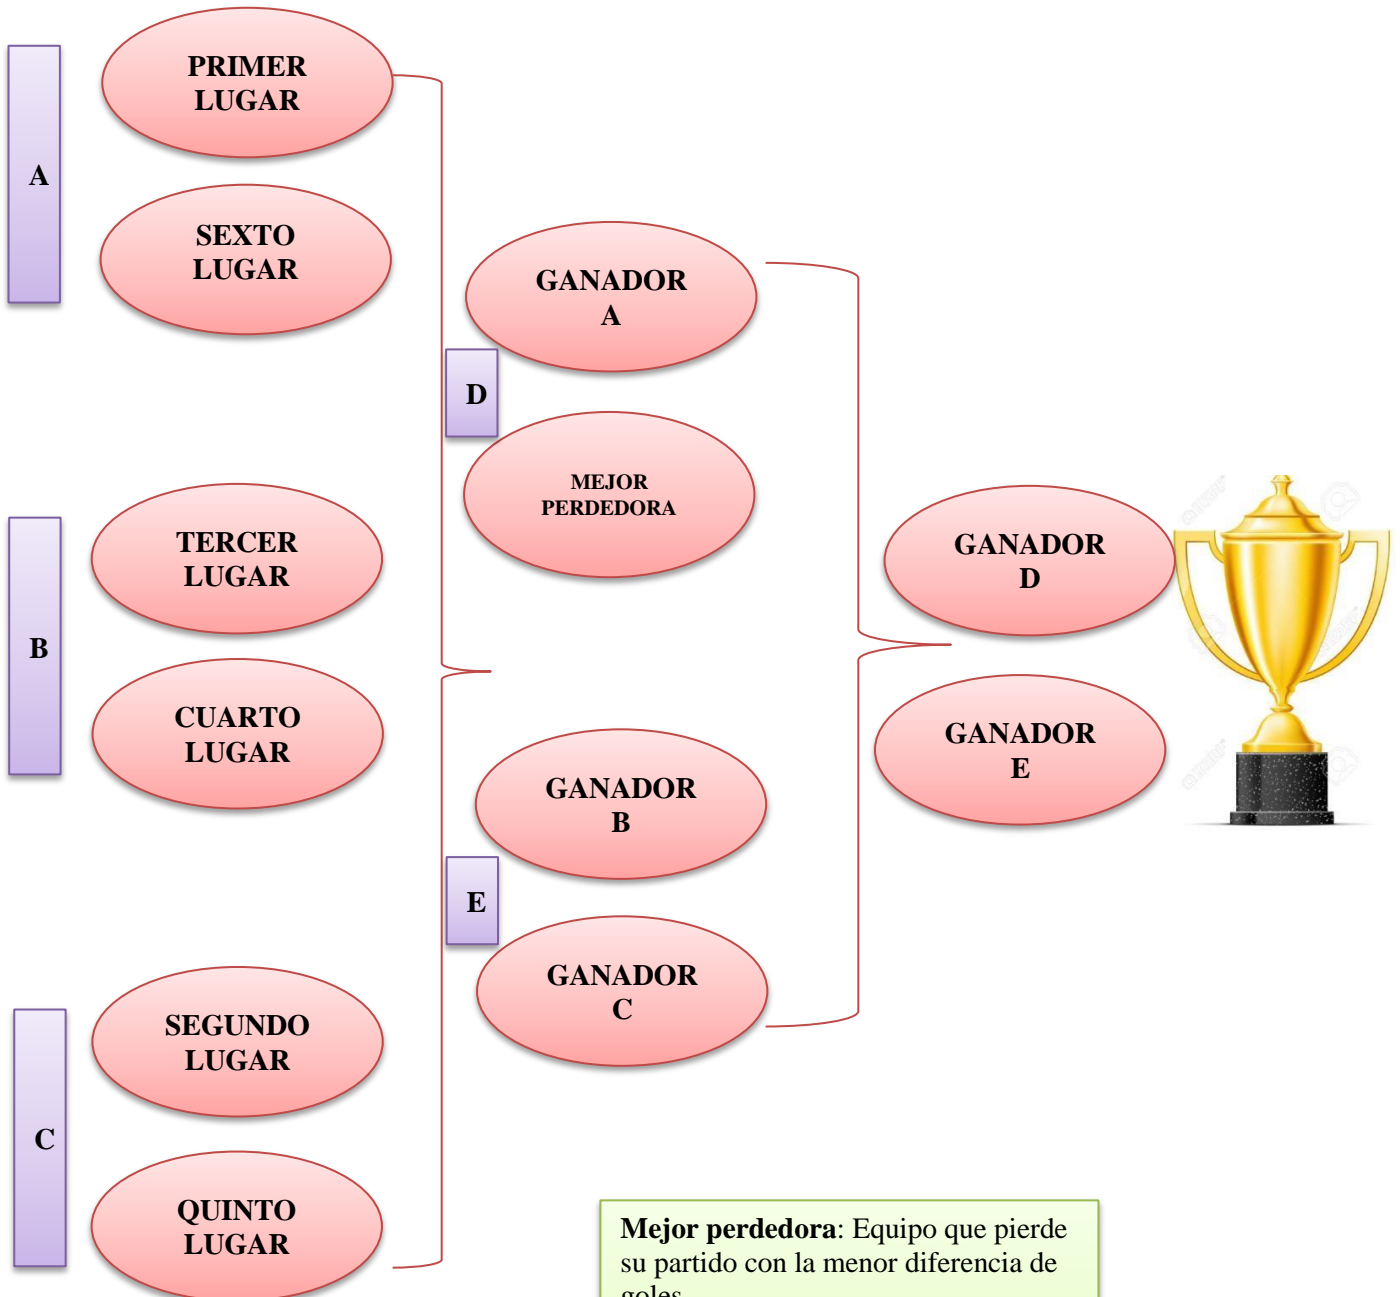 A
PRIMER
LUGAR
SEXTO
LUGAR
B
TERCER
LUGAR
CUARTO
LUGAR
C
SEGUNDO
LUGAR
QUINTO
LUGAR
D
GANADOR
A
MEJOR
PERDEDORA
E
GANADOR
B
GANADOR
C
GANADOR
D
GANADOR
E
Mejor perdedora: Equipo que pierde
su partido con la menor diferencia de
goles